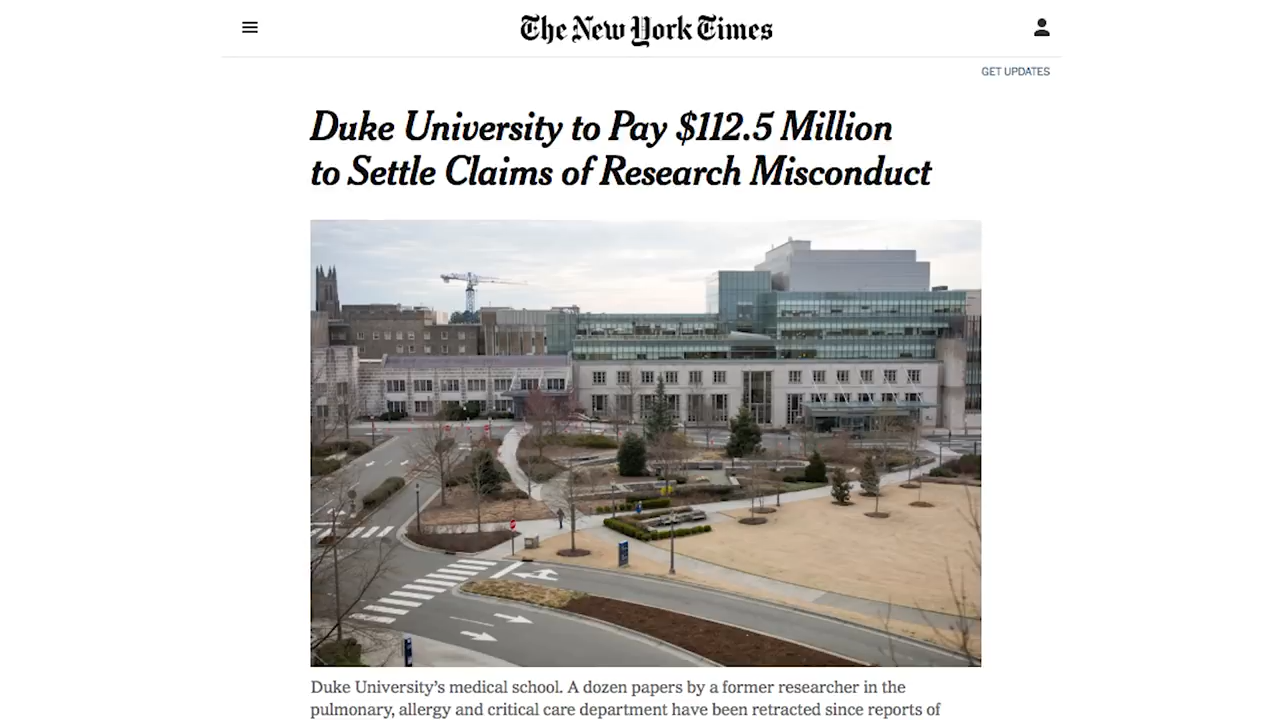 The New York Times
GET UPDATES
Duke University to Pay $112.5 Million
to Settle Claims of Research Misconduct
Duke University's medical school. A dozen papers by a former researcher in the
pulmonary, allergy and critical care department have been retracted since reports of